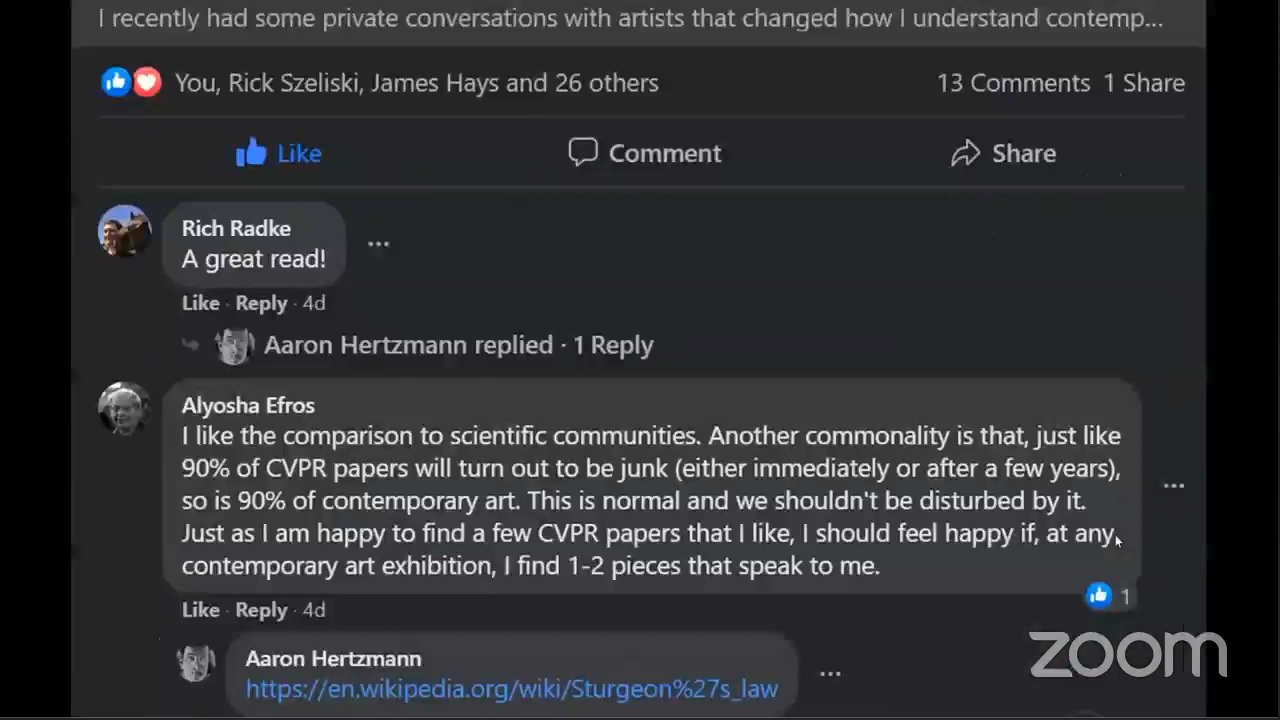 I recently had some private conversations with artists that changed how I understand contemp...
You, Rick Szeliski, James Hays and 26 others
13 Comments 1 Share
Like
Comment
Share
Rich Radke
A great read!
Like · Reply · 4d
Aaron Hertzmann replied · 1 Reply
Alyosha Efros
I like the comparison to scientific communities. Another commonality is that, just like
90% of CVPR papers will turn out to be junk (either immediately or after a few years),
so is 90% of contemporary art. This is normal and we shouldn't be disturbed by it.
Just as I am happy to find a few CVPR papers that I like, I should feel happy if, at any
contemporary art exhibition, I find 1-2 pieces that speak to me.
1
Like · Reply · 4d
Aaron Hertzmann
https://en.wikipedia.org/wiki/Sturgeon%27s_law
zoom